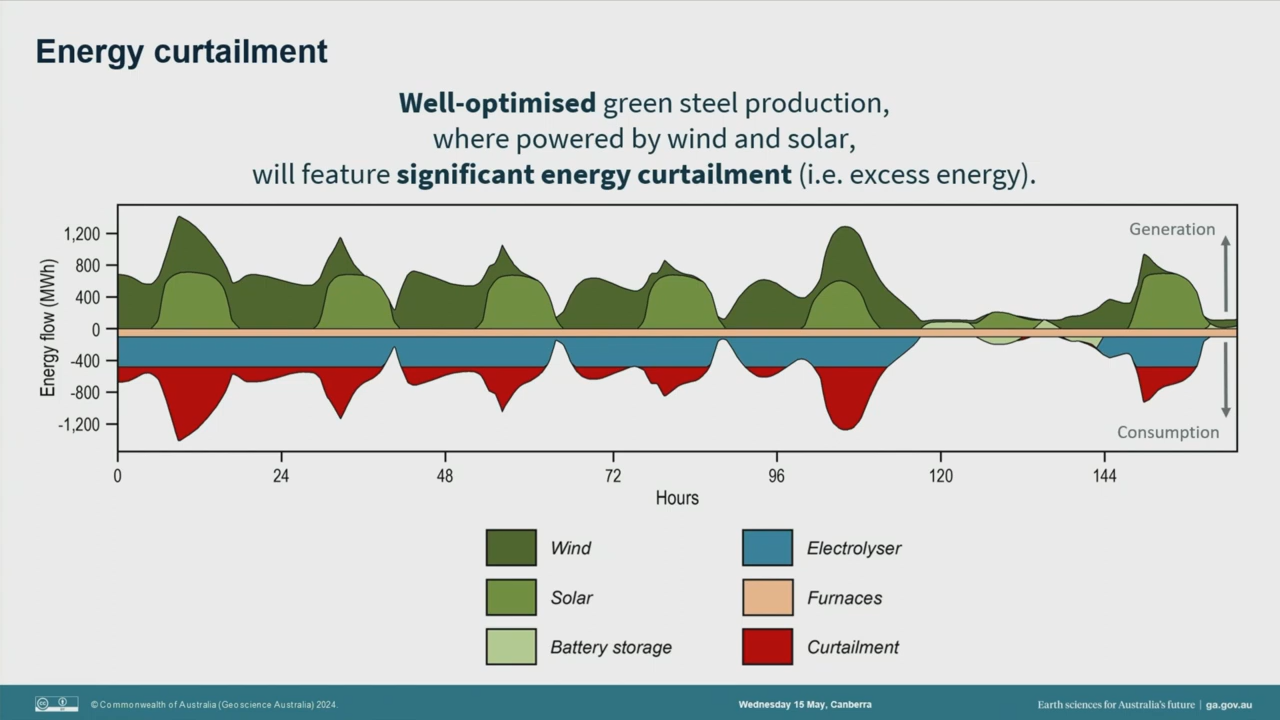 Energy curtailment
Well-optimised green steel production,
where powered by wind and solar,
will feature significant energy curtailment (i.e. excess energy).
Energy flow (MWh)
1,200
800
400
0
-400
-800
-1,200
Generation
Consumption
0 24 48 72 96 120 144
Hours
Wind
Solar
Battery storage
Electrolyser
Furnaces
Curtailment
© Commonwealth of Australia (Geoscience Australia) 2024.
Wednesday 15 May, Canberra
Earth sciences for Australia's future | ga.gov.au